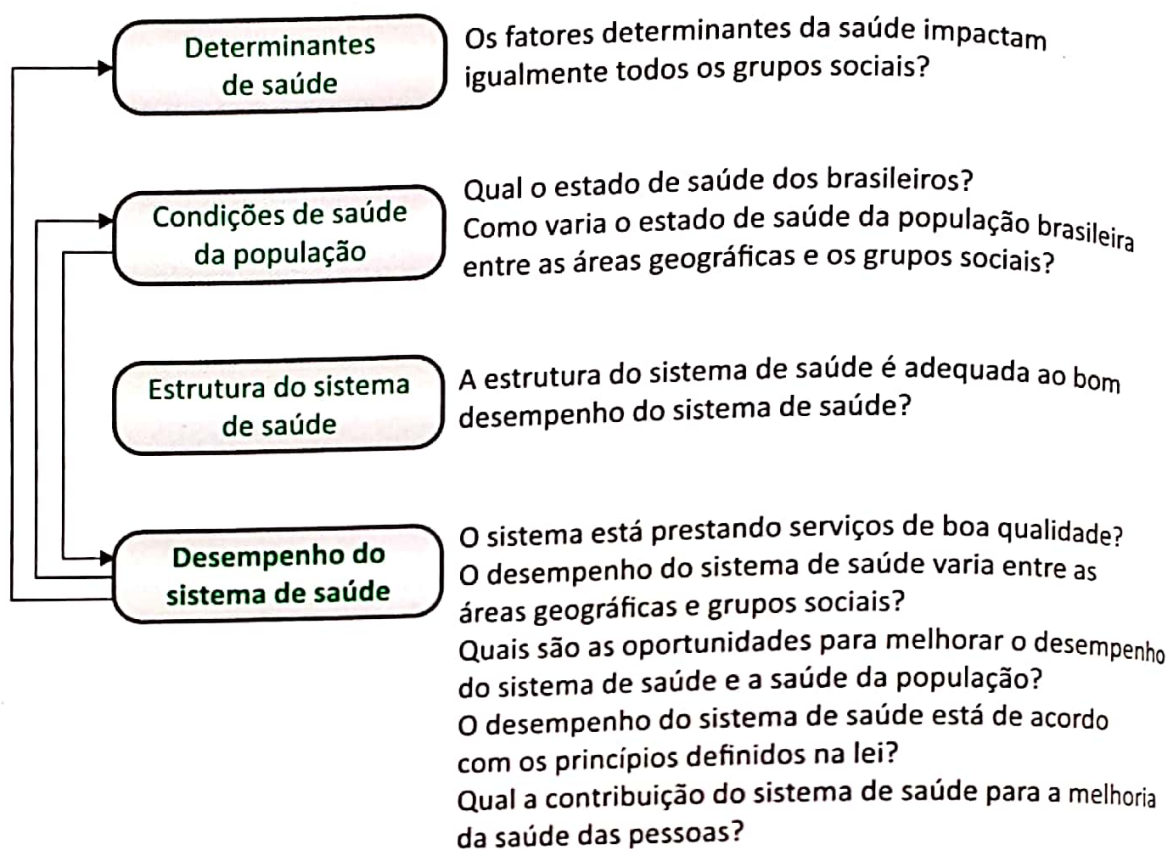 Determinantes
de saúde
Os fatores determinantes da saúde impactam
igualmente todos os grupos sociais?
Condições de saúde
da população
Qual o estado de saúde dos brasileiros?
Como varia o estado de saúde da população brasileira
entre as áreas geográficas e os grupos sociais?
Estrutura do sistema
de saúde
A estrutura do sistema de saúde é adequada ao bom
desempenho do sistema de saúde?
Desempenho do
sistema de saúde
O sistema está prestando serviços de boa qualidade?
O desempenho do sistema de saúde varia entre as
áreas geográficas e grupos sociais?
Quais são as oportunidades para melhorar o desempenho
do sistema de saúde e a saúde da população?
O desempenho do sistema de saúde está de acordo
com os princípios definidos na lei?
Qual a contribuição do sistema de saúde para a melhoria
da saúde das pessoas?